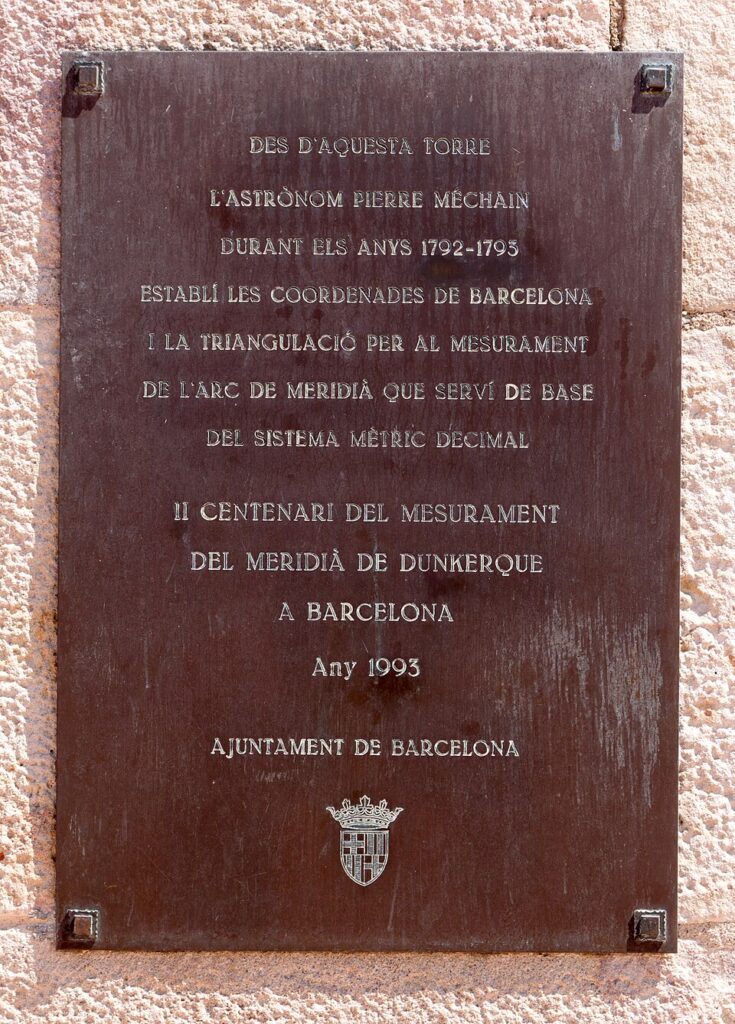 DES D'AQUESTA TORRE
L'ASTRÒNOM PIERRE MÉCHAIN
DURANT ELS ANYS 1792-1793
ESTABLÍ LES COORDENADES DE BARCELONA
I LA TRIANGULACIÓ PER AL MESURAMENT
DE L'ARC DE MERIDIÀ QUE SERVÍ DE BASE
DEL SISTEMA MÈTRIC DECIMAL
II CENTENARI DEL MESURAMENT
DEL MERIDIÀ DE DUNKERQUE
A BARCELONA
Any 1993
AJUNTAMENT DE BARCELONA